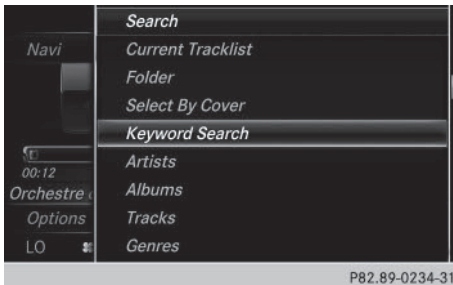 Search
Navi
Current Tracklist
Folder
Select By Cover
Keyword Search
Artists
00:12
Albums
Orchestre
Tracks
Options
Genres
LO
P82.89-0234-31